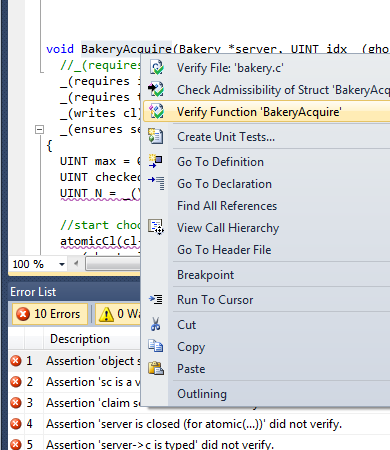 void BakeryAcquire(Bakery *server, UINT idx _(gho
//_(requires
_(requires i
_(requires t
_(writes cl)
_(ensures se
{
UINT max = 0
UINT checked
UINT N = _(\
//start choo
atomicCl(cl-
Verify File: 'bakery.c'
Check Admissibility of Struct 'BakeryAcq
Verify Function 'BakeryAcquire'
Create Unit Tests...
Go To Definition
Go To Declaration
Find All References
View Call Hierarchy
Go To Header File
Breakpoint
Run To Cursor
Cut
Copy
Paste
Outlining
100 %
Error List
10 Errors
0 Wa
Description
1 Assertion 'object s
2 Assertion 'sc is a v
3 Assertion 'claim s
4 Assertion 'server is closed (for atomic(...))' did not verify.
5 Assertion 'server->c is typed' did not verify.